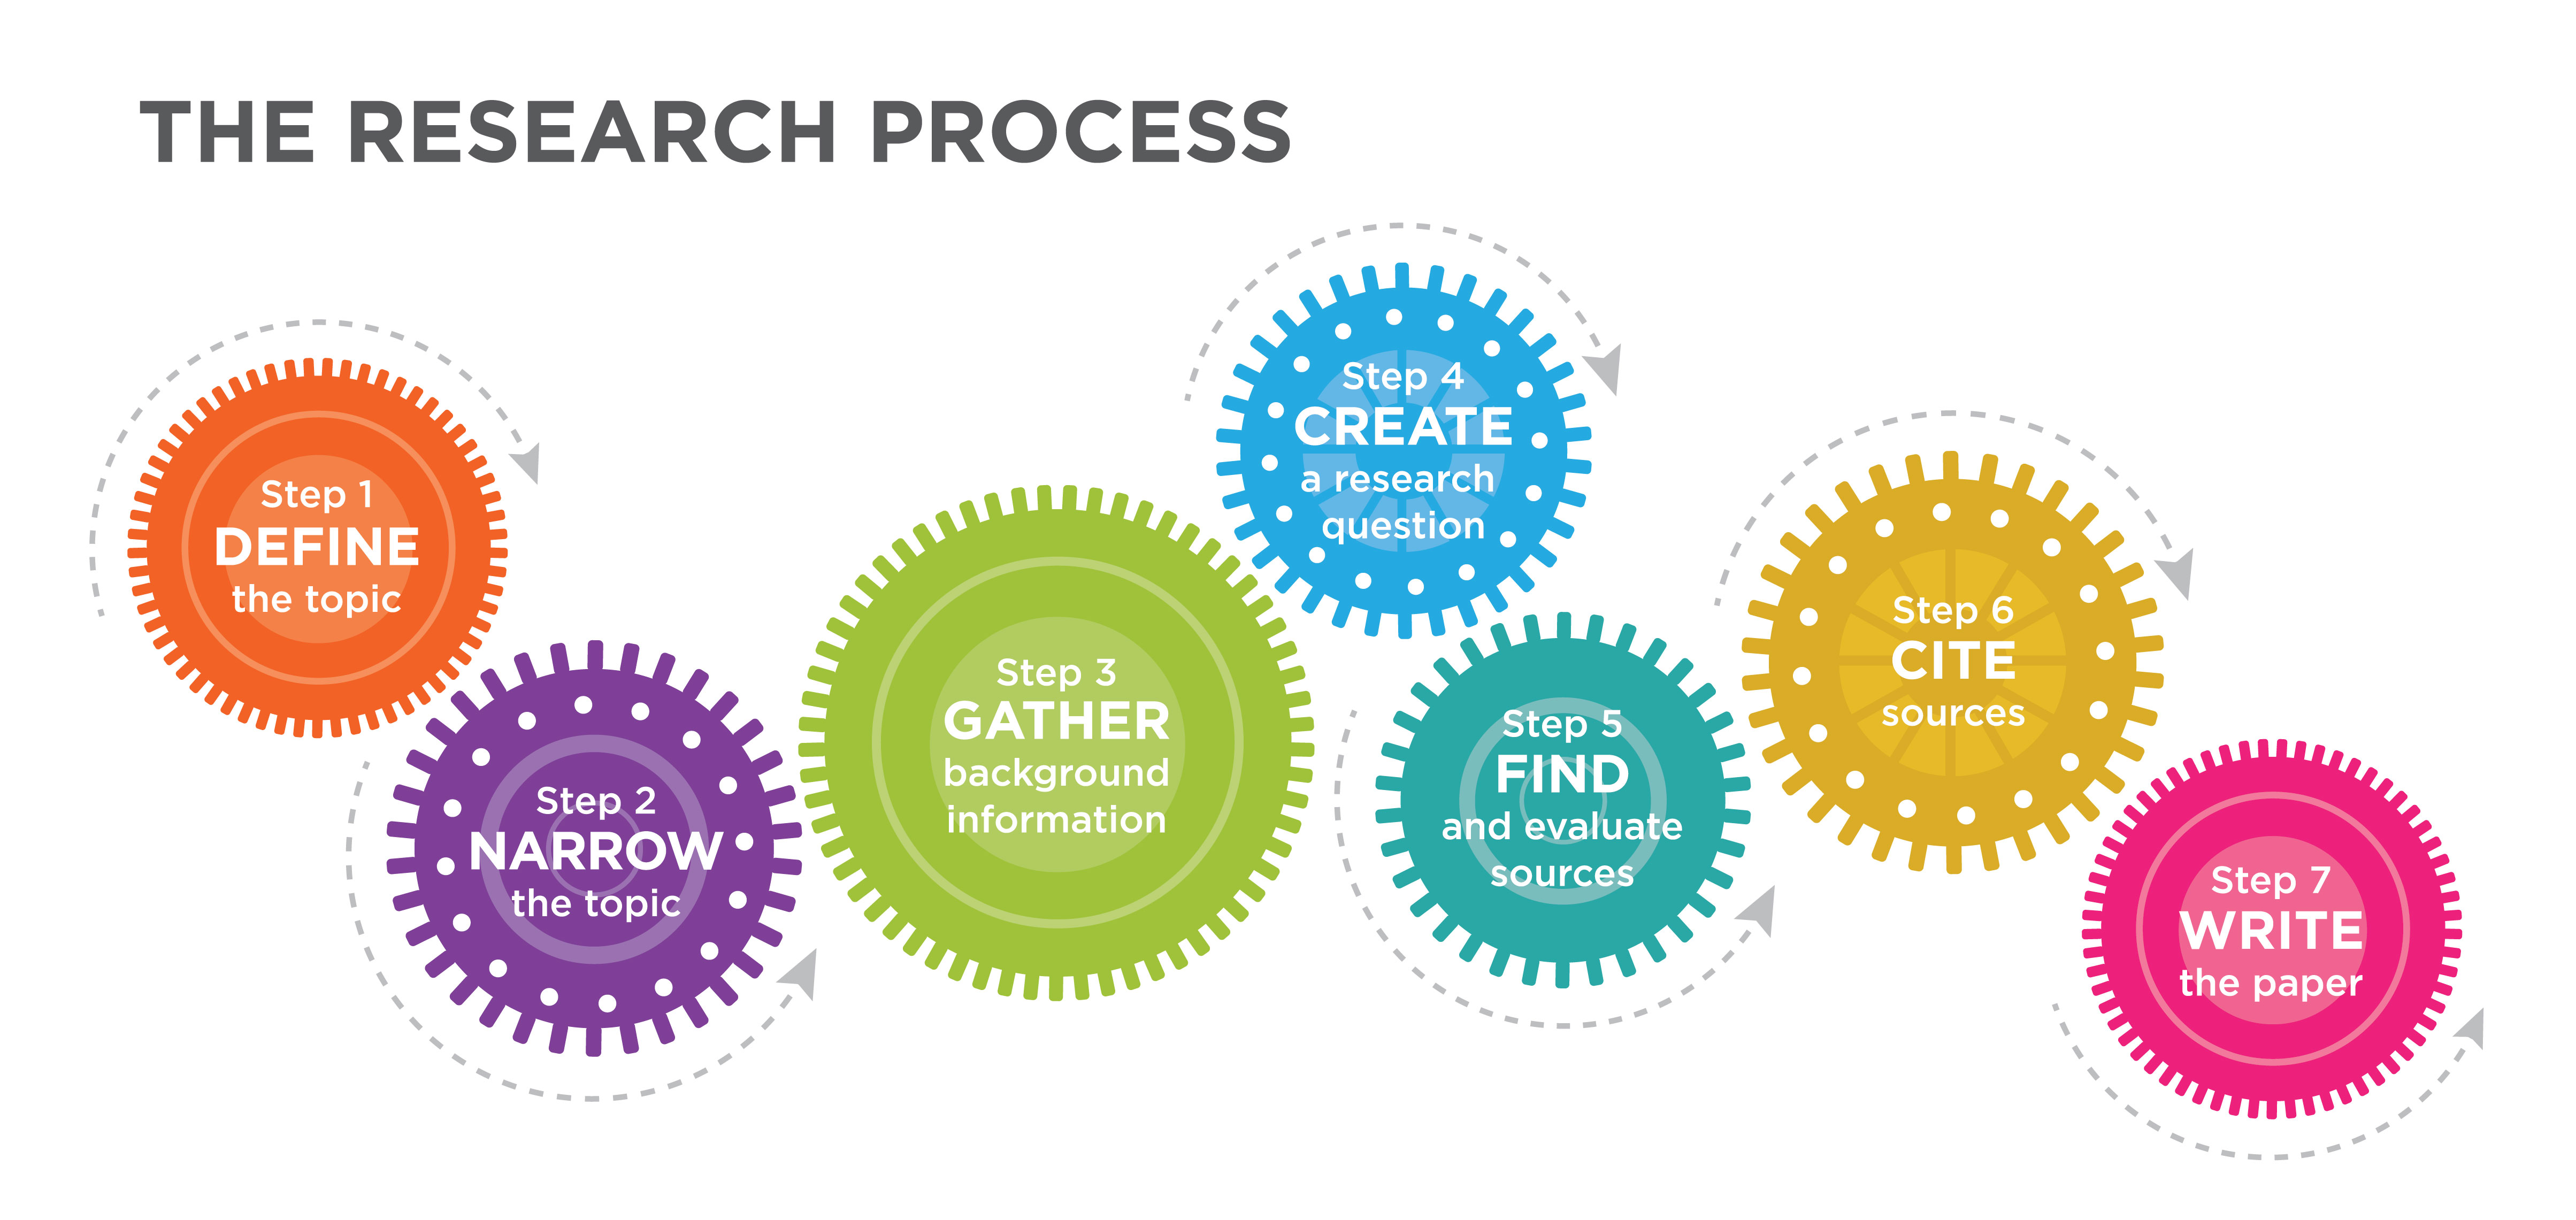 THE RESEARCH PROCESS
Step 1
DEFINE
the topic
Step 2
NARROW
the topic
Step 3
GATHER
background
information
Step 4
CREATE
a research
question
Step 5
FIND
and evaluate
sources
Step 6
CITE
sources
Step 7
WRITE
the paper